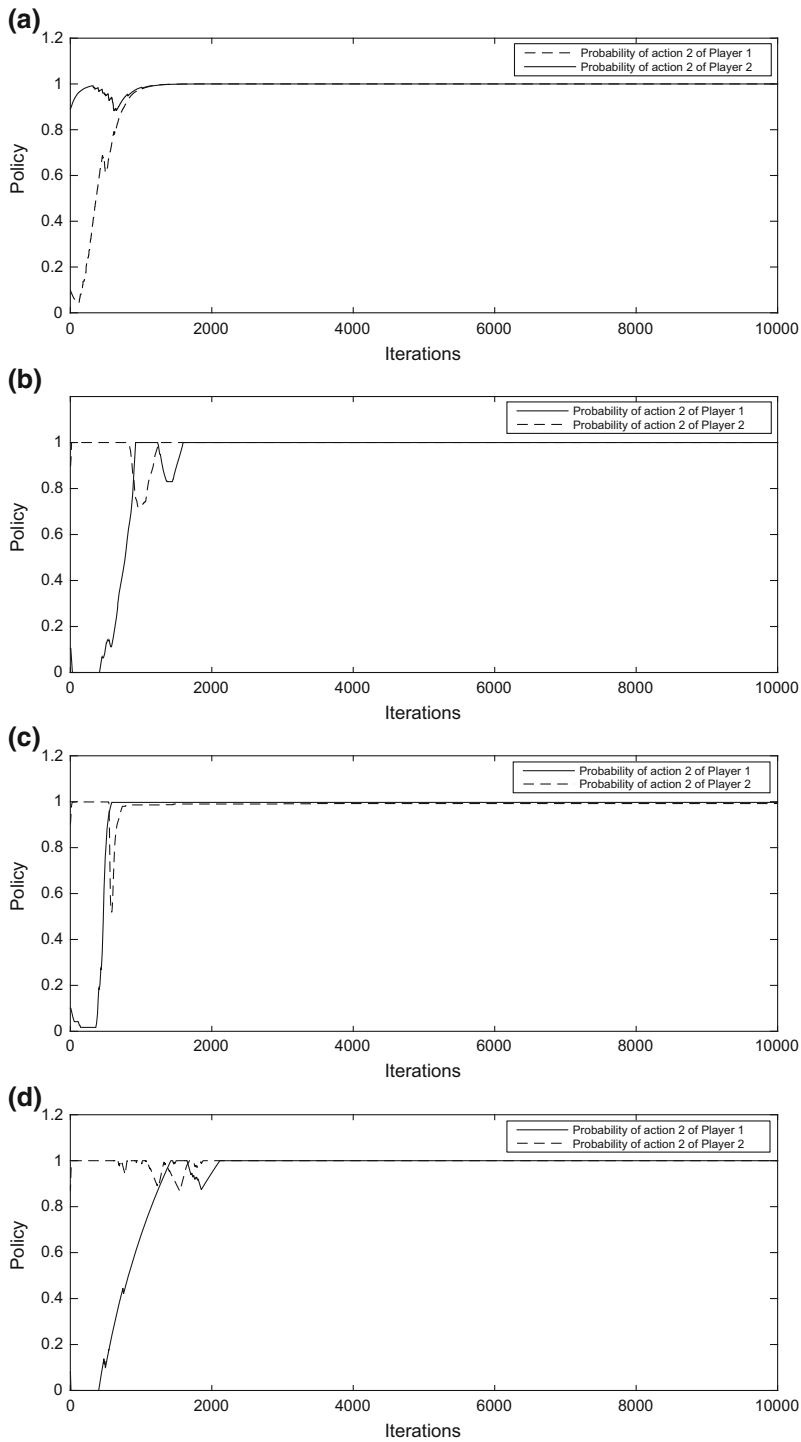 (a)
1.2
1
0.8
0.6
0.4
0.2
0
Policy
Probability of action 2 of Player 1
Probability of action 2 of Player 2
0 2000 4000 6000 8000 10000
Iterations
(b)
1
0.8
0.6
0.4
0.2
0
Policy
Probability of action 2 of Player 1
Probability of action 2 of Player 2
0 2000 4000 6000 8000 10000
Iterations
(c)
1.2
1
0.8
0.6
0.4
0.2
0
Policy
Probability of action 2 of Player 1
Probability of action 2 of Player 2
0 2000 4000 6000 8000 10000
Iterations
(d)
1.2
1
0.8
0.6
0.4
0.2
0
Policy
Probability of action 2 of Player 1
Probability of action 2 of Player 2
0 2000 4000 6000 8000 10000
Iterations